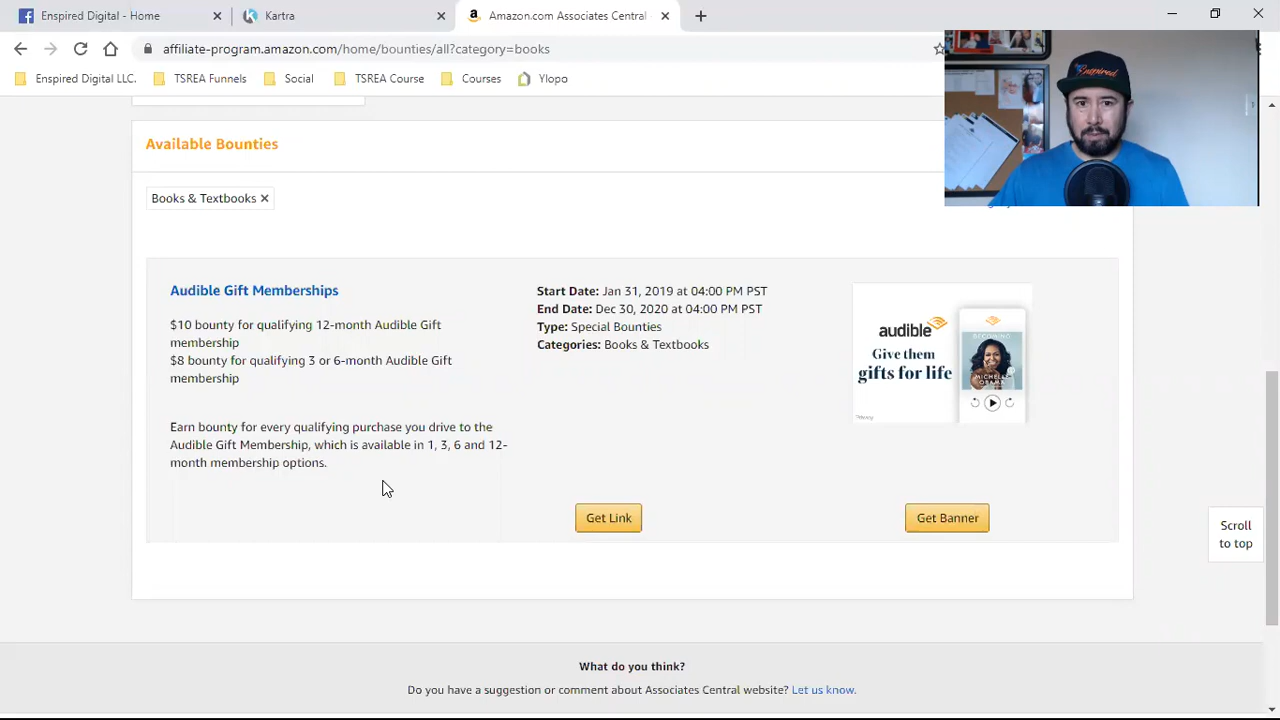 Enspired Digital - Home
Kartra
Amazon.com Associates Central -
affiliate-program.amazon.com/home/bounties/all?category=books
Enspired Digital LLC.
TSREA Funnels
Social
TSREA Course
Courses
Ylopo
Available Bounties
Books & Textbooks
Audible Gift Memberships
$10 bounty for qualifying 12-month Audible Gift
membership
$8 bounty for qualifying 3 or 6-month Audible Gift
membership
Earn bounty for every qualifying purchase you drive to the
Audible Gift Membership, which is available in 1, 3, 6 and 12-
month membership options.
Start Date: Jan 31, 2019 at 04:00 PM PST
End Date: Dec 30, 2020 at 04:00 PM PST
Type: Special Bounties
Categories: Books & Textbooks
audible
Give them
gifts for life
BECOMING
MICHELLE
OBAMA
Privacy
Get Link
Get Banner
Scroll
to top
What do you think?
Do you have a suggestion or comment about Associates Central website? Let us know.